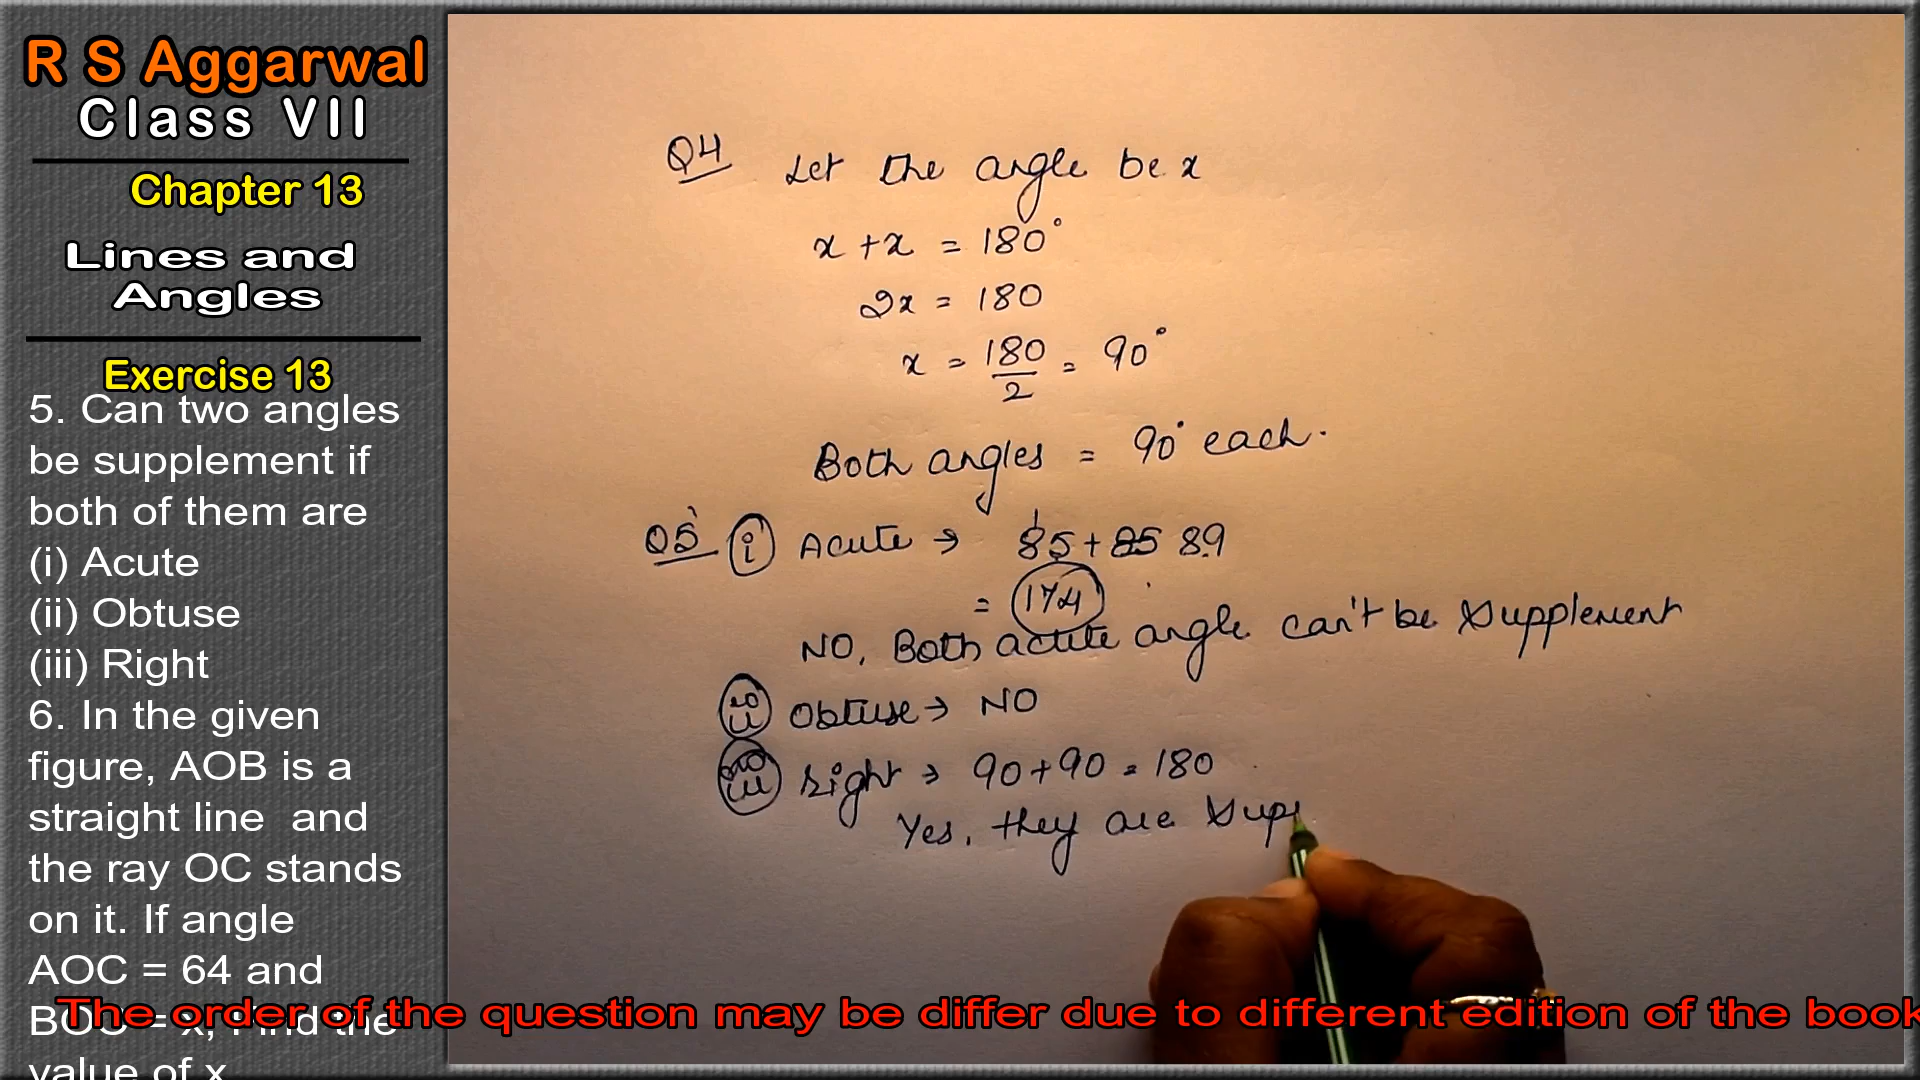 R S Aggarwal
Class VII
Chapter 13
Lines and
Angles
Exercise 13
5. Can two angles
be supplement if
both of them are
(i) Acute
(ii) Obtuse
(iii) Right
6. In the given
figure, AOB is a
straight line and
the ray OC stands
on it. If angle
AOC = 64 and
BOC = x, Find the
value of x
Q4 Let the angle be x
x + x = 180°
2x = 180
x = 180/2 = 90°
Both angles = 90° each.
Q5 (i) Acute → 85 + 89
= 174
NO, Both acute angle can't be Supplement
(ii) Obtuse → NO
(iii) Right → 90 + 90 = 180
Yes, they are Sup
The order of the question may be differ due to different edition of the book